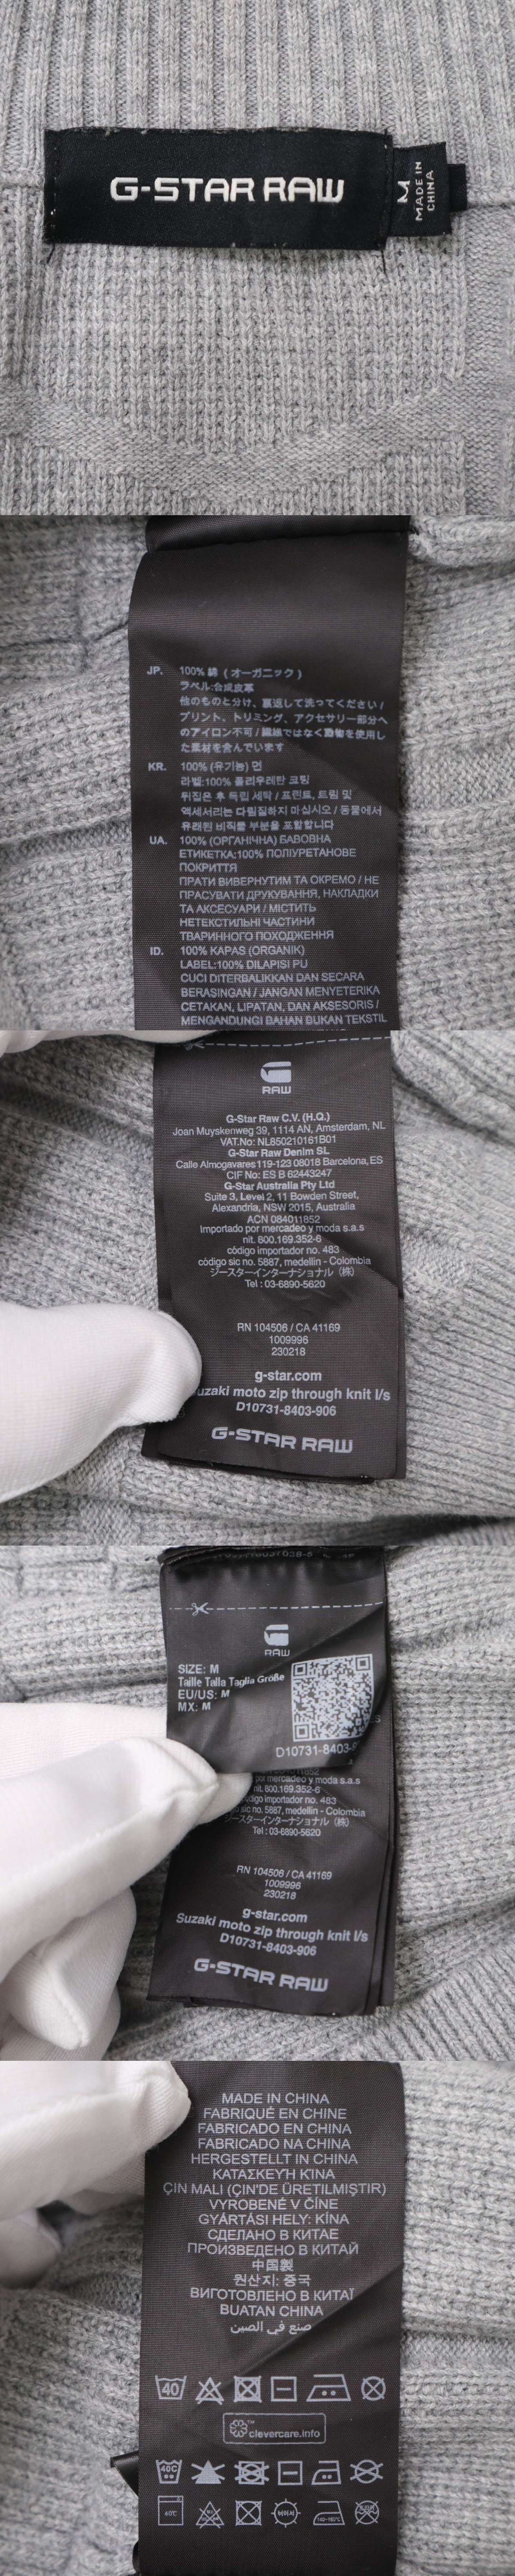 G-STAR RAW
M
MADE IN
CHINA
JP. 100% 綿 ( オーガニック )
ラベル:合成皮革
他のものと分け、裏返して洗ってください /
プリント、トリミング、アクセサリー部分へ
のアイロン不可 / 繊維ではなく動物を使用し
た素材を含んでいます
KR. 100% (유기농) 면
라벨:100% 폴리우레탄 코팅
뒤집은 후 독립 세탁 / 프린트, 트림 및
액세서리는 다림질하지 마십시오 / 동물에서
유래된 비직물 부분을 포함합니다
UA. 100% (ОРГАНІЧНА) БАВОВНА
ЕТИКЕТКА:100% ПОЛІУРЕТАНОВЕ
ПОКРИТТЯ
ПРАТИ ВИВЕРНУТИМ ТА ОКРЕМО / НЕ
ПРАСУВАТИ ДРУКУВАННЯ, НАКЛАДКИ
ТА АКСЕСУАРИ / МІСТИТЬ
НЕТЕКСТИЛЬНІ ЧАСТИНИ
ТВАРИННОГО ПОХОДЖЕННЯ
ID. 100% KAPAS (ORGANIK)
LABEL:100% DILAPISI PU
CUCI DITERBALIKKAN DAN SECARA
BERASINGAN / JANGAN MENYETERIKA
CETAKAN, LIPATAN, DAN AKSESORIS /
MENGANDUNGI BAHAN BUKAN TEKSTIL
RAW
G-Star Raw C.V. (H.Q.)
Joan Muyskenweg 39, 1114 AN, Amsterdam, NL
VAT.No: NL850210161B01
G-Star Raw Denim SL
Calle Almogavares 119-123 08018 Barcelona, ES
CIF No: ES B 62443247
G-Star Australia Pty Ltd
Suite 3, Level 2, 11 Bowden Street,
Alexandria, NSW 2015, Australia
ACN 084011852
Importado por mercadeo y moda s.a.s
nit. 800.169.352-6
código importador no. 483
código sic no. 5887, medellin - Colombia
ジースターインターナショナル (株)
Tel : 03-6890-5620
RN 104506 / CA 41169
1009996
230218
g-star.com
uzaki moto zip through knit l/s
D10731-8403-906
G-STAR RAW
RAW
SIZE: M
Taille Talla Taglia Größe
EU/US: M
MX: M
D10731-8403-9
por mercadeo y moda s.a.s
nit. 800.169.352-6
digo importador no. 483
sic no. 5887, medellin - Colombia
ジースターインターナショナル (株)
Tel : 03-6890-5620
RN 104506 / CA 41169
1009996
230218
g-star.com
Suzaki moto zip through knit l/s
D10731-8403-906
G-STAR RAW
MADE IN CHINA
FABRIQUÉ EN CHINE
FABRICADO EN CHINA
FABRICADO NA CHINA
HERGESTELLT IN CHINA
ΚΑΤΑΣΚΕΥΉ ΚΊΝΑ
ÇIN MALI (ÇIN'DE ÜRETILMIŞTIR)
VYROBENÉ V ČÍNE
GYÁRTÁSI HELY: KÍNA
СДЕЛАНО В КИТАЕ
ПРОИЗВЕДЕНО В КИТАЙ
中国製
원산지: 중국
ВИГОТОВЛЕНО В КИТАЇ
BUATAN CHINA
صنع في الصين
40
clevercare.info
40C